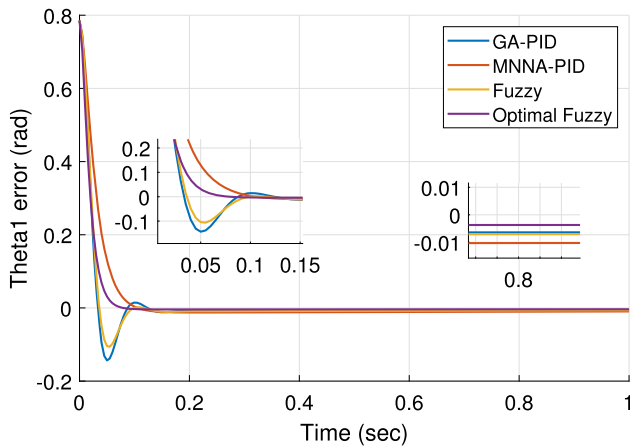 0.8
0.6
0.4
0.2
0
-0.2
Theta1 error (rad)
GA-PID
MNNA-PID
Fuzzy
Optimal Fuzzy
0.2
0.1
0
-0.1
0.05 0.1 0.15
0.01
0
-0.01
0.8
0 0.2 0.4 0.6 0.8 1
Time (sec)